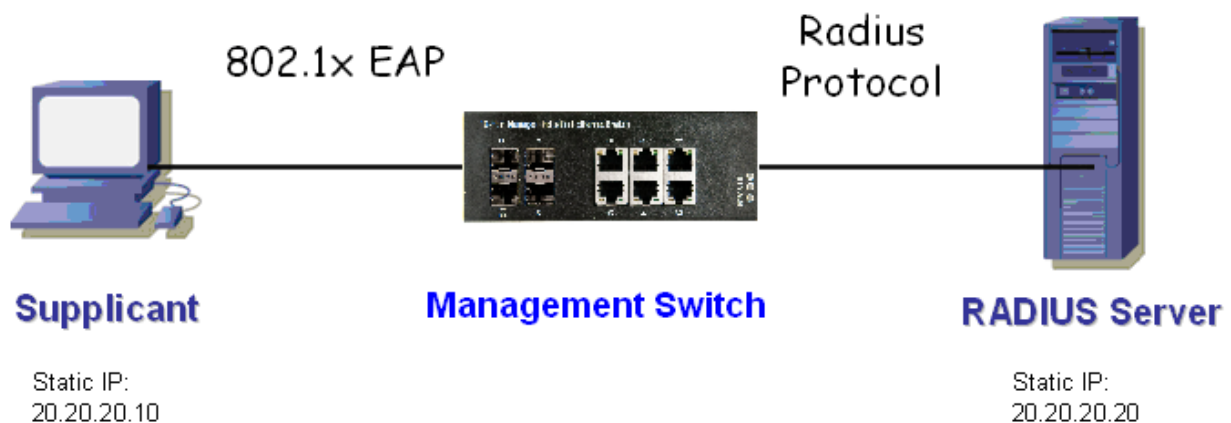 802.1x EAP
Radius
Protocol
Supplicant
Management Switch
RADIUS Server
Static IP:
20.20.20.10
Static IP:
20.20.20.20